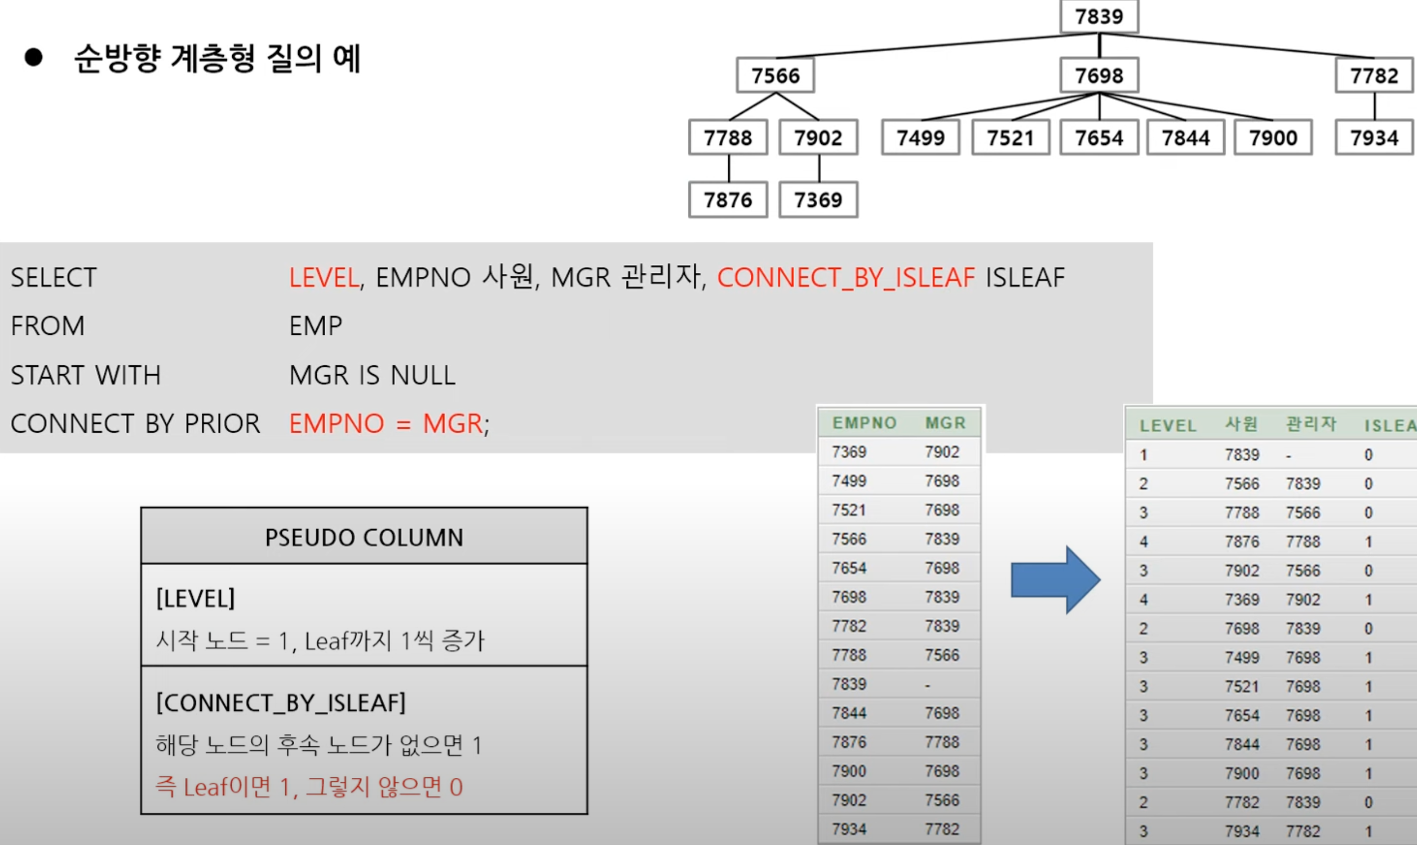 ● 순방향 계층형 질의 예
7839
7566 7698 7782
7788 7902 7499 7521 7654 7844 7900 7934
7876 7369
SELECT LEVEL, EMPNO 사원, MGR 관리자, CONNECT_BY_ISLEAF ISLEAF
FROM EMP
START WITH MGR IS NULL
CONNECT BY PRIOR EMPNO = MGR;
PSEUDO COLUMN
[LEVEL]
시작 노드 = 1, Leaf까지 1씩 증가
[CONNECT_BY_ISLEAF]
해당 노드의 후속 노드가 없으면 1
즉 Leaf이면 1, 그렇지 않으면 0
EMPNO MGR
7369 7902
7499 7698
7521 7698
7566 7839
7654 7698
7698 7839
7782 7839
7788 7566
7839 -
7844 7698
7876 7788
7900 7698
7902 7566
7934 7782
LEVEL 사원 관리자 ISLEA
1 7839 - 0
2 7566 7839 0
3 7788 7566 0
4 7876 7788 1
3 7902 7566 0
4 7369 7902 1
2 7698 7839 0
3 7499 7698 1
3 7521 7698 1
3 7654 7698 1
3 7844 7698 1
3 7900 7698 1
2 7782 7839 0
3 7934 7782 1